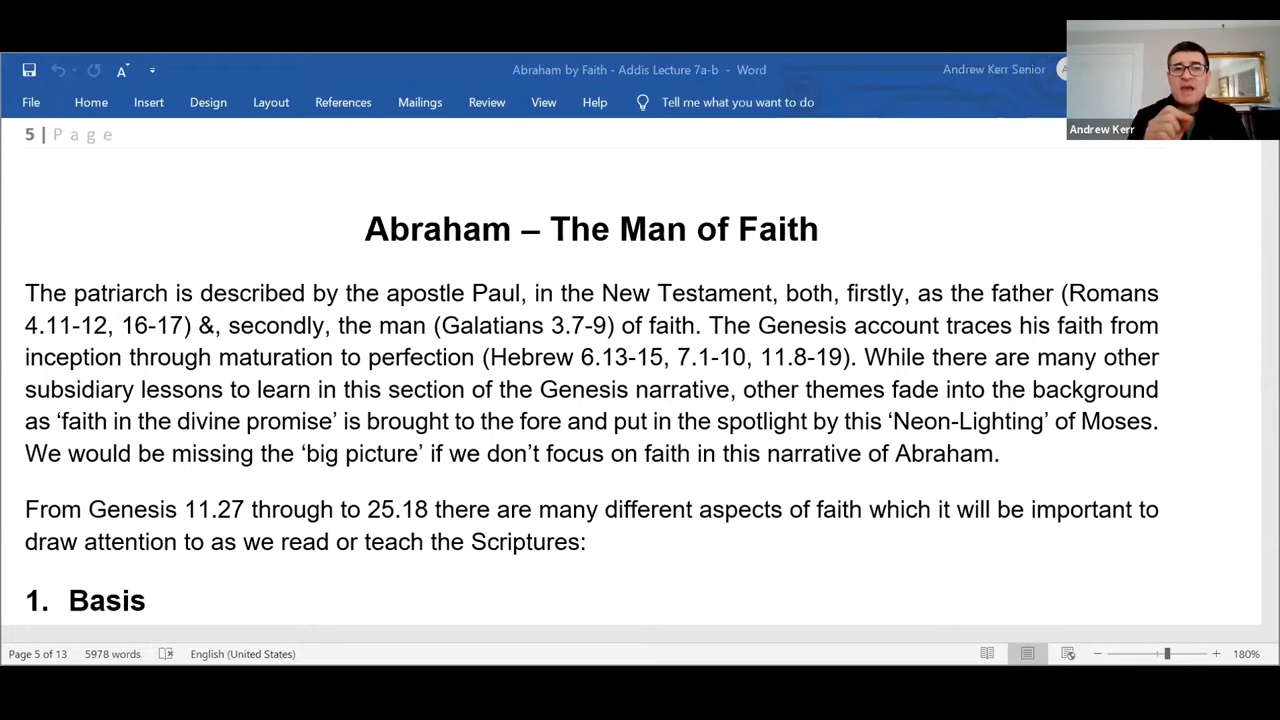 Abraham by Faith - Addis Lecture 7a-b - Word
Andrew Kerr Senior
File Home Insert Design Layout References Mailings Review View Help Tell me what you want to do
Andrew Kerr
5 | P a g e
Abraham – The Man of Faith
The patriarch is described by the apostle Paul, in the New Testament, both, firstly, as the father (Romans
4.11-12, 16-17) &, secondly, the man (Galatians 3.7-9) of faith. The Genesis account traces his faith from
inception through maturation to perfection (Hebrew 6.13-15, 7.1-10, 11.8-19). While there are many other
subsidiary lessons to learn in this section of the Genesis narrative, other themes fade into the background
as ‘faith in the divine promise’ is brought to the fore and put in the spotlight by this ‘Neon-Lighting’ of Moses.
We would be missing the ‘big picture’ if we don’t focus on faith in this narrative of Abraham.
From Genesis 11.27 through to 25.18 there are many different aspects of faith which it will be important to
draw attention to as we read or teach the Scriptures:
1. Basis
Page 5 of 13 5978 words English (United States) 180%